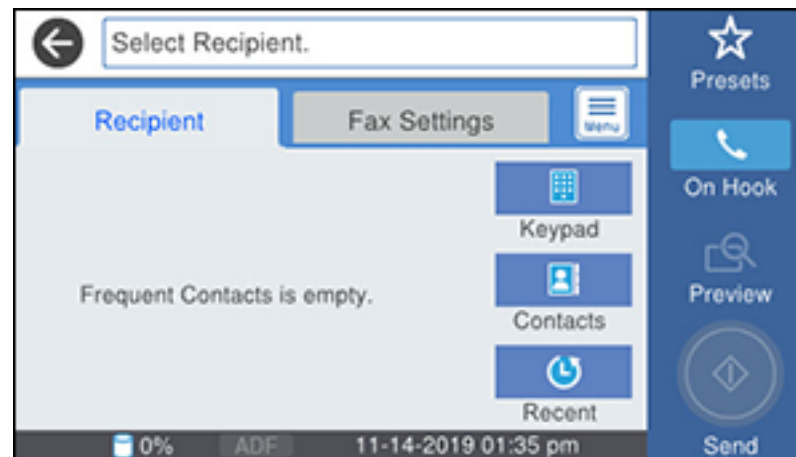 Select Recipient.
Presets
Recipient
Fax Settings
Menu
On Hook
Keypad
Frequent Contacts is empty.
Preview
Contacts
Recent
0% ADF 11-14-2019 01:35 pm
Send